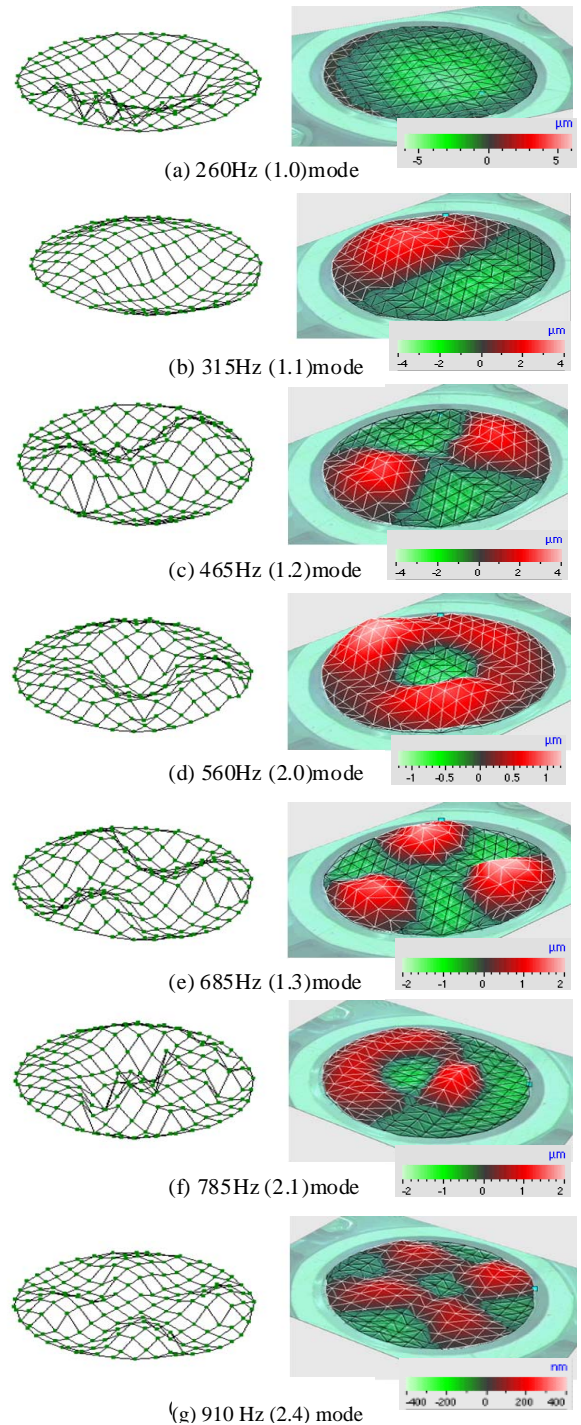 µm
-5 0 5
(a) 260Hz (1.0)mode
µm
-4 -2 0 2 4
(b) 315Hz (1.1)mode
µm
-4 -2 0 2 4
(c) 465Hz (1.2)mode
µm
-1 -0.5 0 0.5 1
(d) 560Hz (2.0)mode
µm
-2 -1 0 1 2
(e) 685Hz (1.3)mode
µm
-2 -1 0 1 2
(f) 785Hz (2.1)mode
nm
-400 -200 0 200 400
(g) 910 Hz (2.4) mode